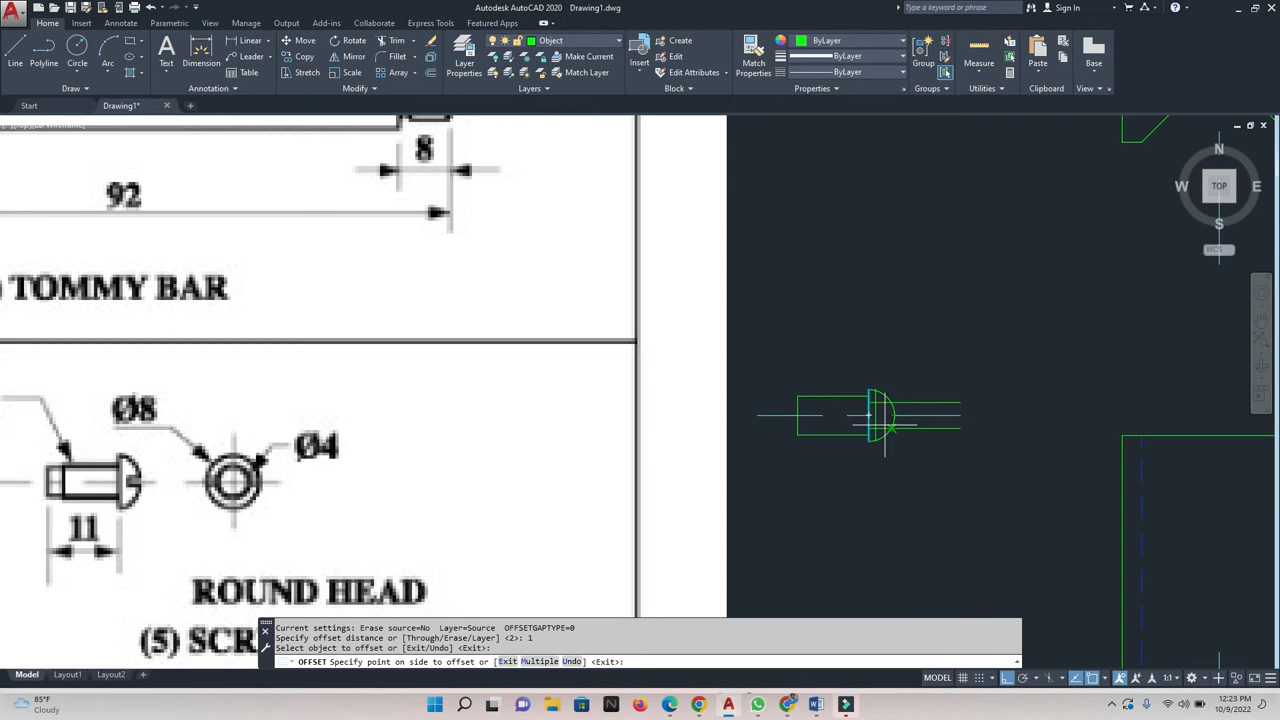 Autodesk AutoCAD 2020 Drawing1.dwg
Type a keyword or phrase
Sign In
Home Insert Annotate Parametric View Manage Output Add-ins Collaborate Express Tools Featured Apps
Line Polyline Circle Arc
Draw
Move Rotate Trim
Copy Mirror Fillet
Stretch Scale Array
Modify
Text Dimension
Linear
Leader
Table
Annotation
Layer Properties
Object
Make Current
Match Layer
Layers
Insert
Create
Edit
Edit Attributes
Block
Match Properties
ByLayer
ByLayer
ByLayer
Properties
Group
Groups
Measure
Utilities
Paste
Clipboard
Base
View
Start Drawing1*
8
92
) TOMMY BAR
Ø8
Ø4
11
ROUND HEAD
(5) SCR
N
W TOP E
S
WCS
Current settings: Erase source=No Layer=Source OFFSETGAPTYPE=0
Specify offset distance or [Through/Erase/Layer] <2>: 1
Select object to offset or [Exit/Undo] <Exit>:
OFFSET Specify point on side to offset or [Exit Multiple Undo] <Exit>:
Model Layout1 Layout2
MODEL
1:1
85°F
Cloudy
12:23 PM
10/9/2022